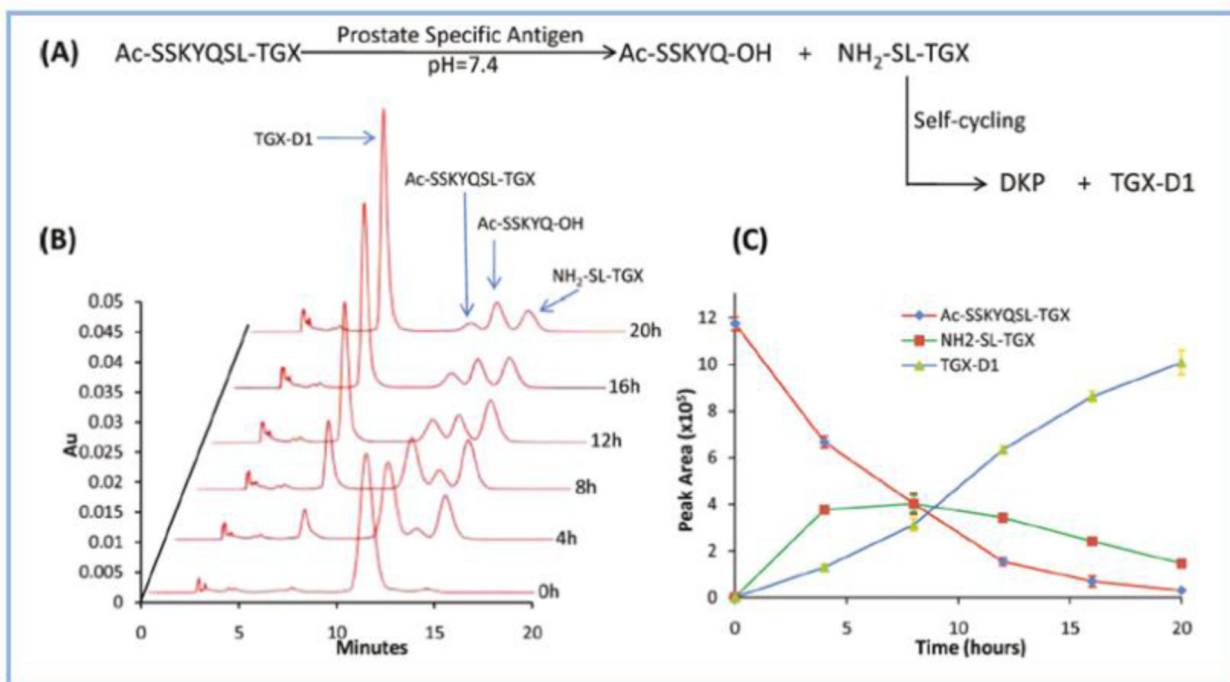 (A)
Ac-SSKYQSL-TGX
Prostate Specific Antigen
pH=7.4
Ac-SSKYQ-OH + NH₂-SL-TGX
Self-cycling
DKP + TGX-D1
(B)
TGX-D1
Ac-SSKYQSL-TGX
Ac-SSKYQ-OH
NH₂-SL-TGX
0.05
0.045
0.04
0.035
0.03
0.025
0.02
0.015
0.01
0.005
0
Au
20h
16h
12h
8h
4h
0h
0 5 10 15 20
Minutes
(C)
Ac-SSKYQSL-TGX
NH2-SL-TGX
TGX-D1
12
10
8
6
4
2
0
Peak Area (x10⁵)
0 5 10 15 20
Time (hours)